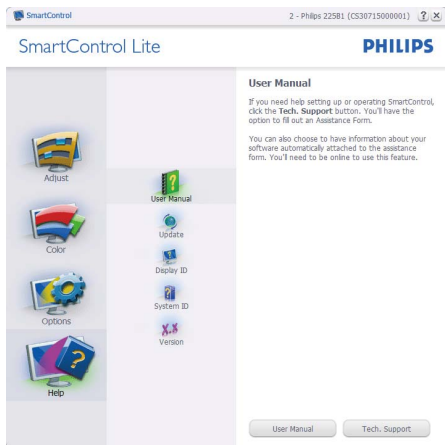 SmartControl
2 - Philips 225B1 (CS30715000001)
SmartControl Lite
PHILIPS
Adjust
Color
Options
Help
User Manual
Update
Display ID
System ID
X.X
Version
User Manual
If you need help setting up or operating SmartControl,
click the Tech. Support button. You'll have the
option to fill out an Assistance Form.
You can also choose to have information about your
software automatically attached to the assistance
form. You'll need to be online to use this feature.
User Manual
Tech. Support